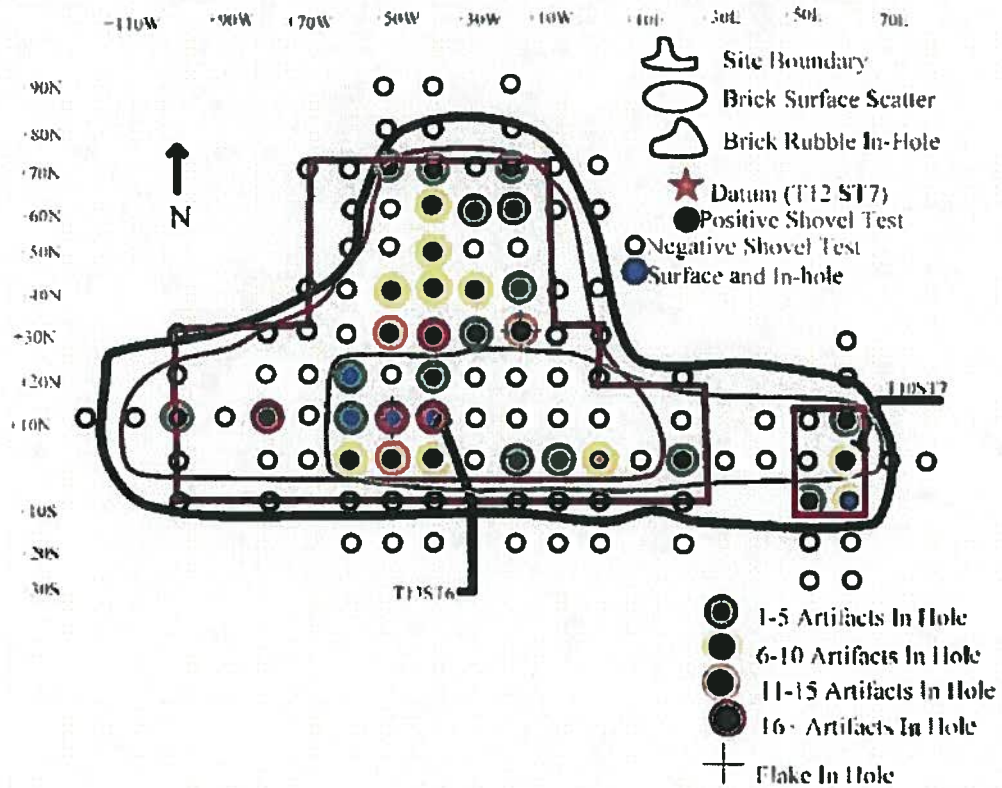 -110W +90W +70W +50W +30W +10W +10E 30E 50E 70E
+90N
+80N
+70N
+60N
+50N
+40N
+30N
+20N
+10N
-10S
-20S
-30S
N
Site Boundary
Brick Surface Scatter
Brick Rubble In-Hole
Datum (T12 ST7)
Positive Shovel Test
Negative Shovel Test
Surface and In-hole
T10ST7
T13ST6
1-5 Artifacts In Hole
6-10 Artifacts In Hole
11-15 Artifacts In Hole
16+ Artifacts In Hole
Flake In Hole